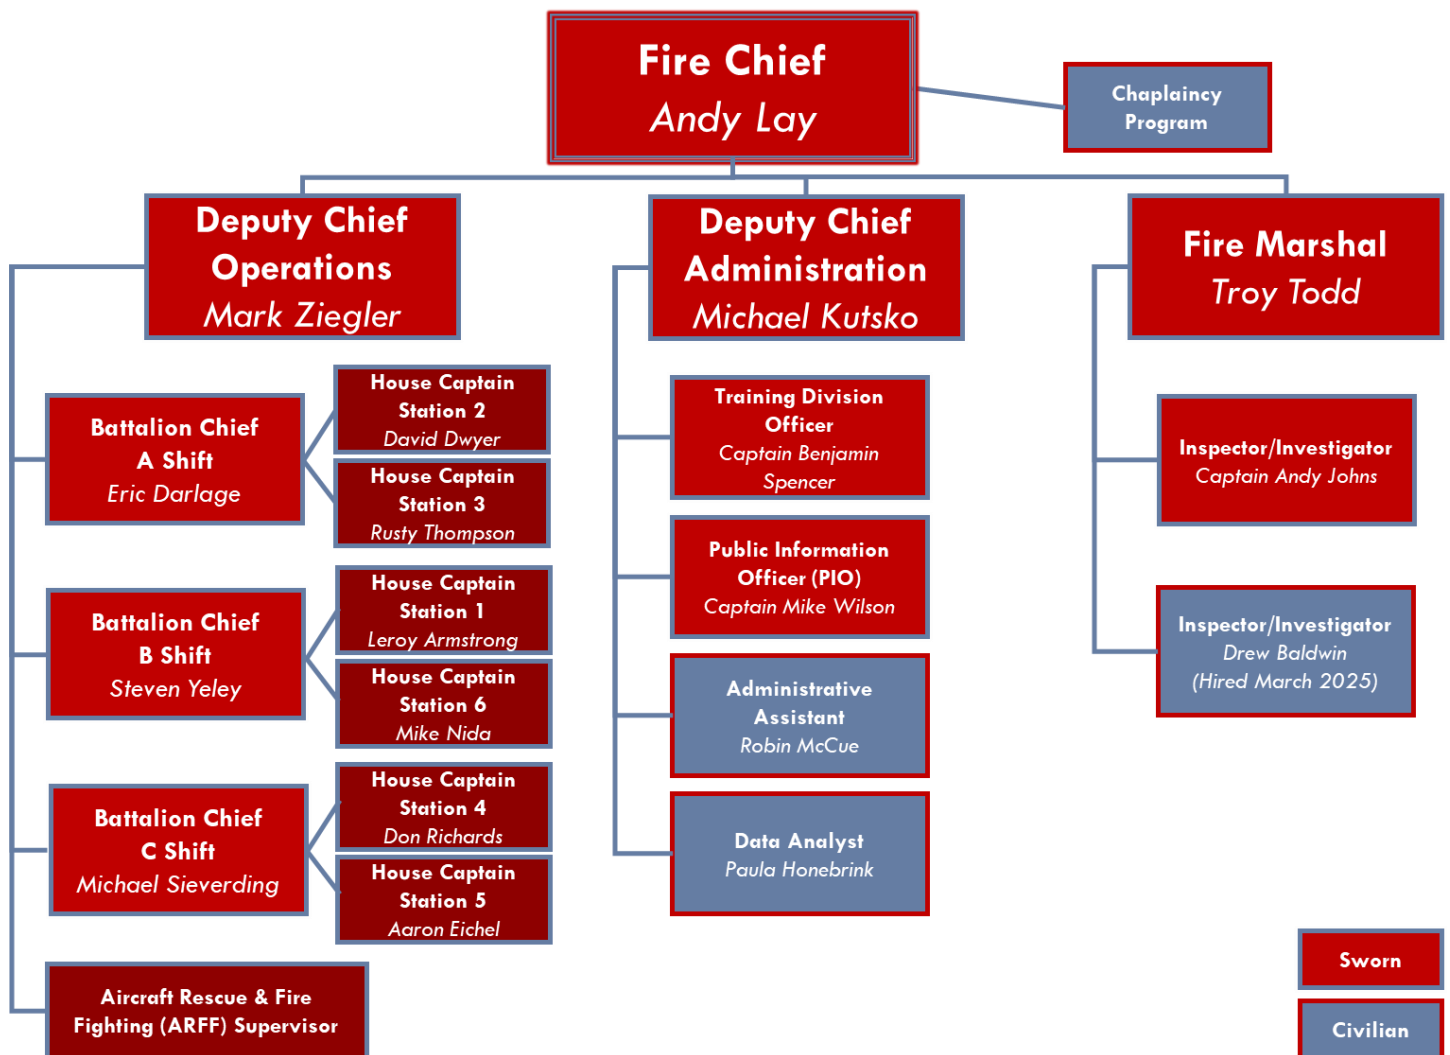 Fire Chief
Andy Lay
Chaplaincy
Program
Deputy Chief
Operations
Mark Ziegler
Deputy Chief
Administration
Michael Kutsko
Fire Marshal
Troy Todd
Battalion Chief
A Shift
Eric Darlage
House Captain
Station 2
David Dwyer
House Captain
Station 3
Rusty Thompson
Battalion Chief
B Shift
Steven Yeley
House Captain
Station 1
Leroy Armstrong
House Captain
Station 6
Mike Nida
Battalion Chief
C Shift
Michael Sieverding
House Captain
Station 4
Don Richards
House Captain
Station 5
Aaron Eichel
Aircraft Rescue & Fire
Fighting (ARFF) Supervisor
Training Division
Officer
Captain Benjamin
Spencer
Public Information
Officer (PIO)
Captain Mike Wilson
Administrative
Assistant
Robin McCue
Data Analyst
Paula Honebrink
Inspector/Investigator
Captain Andy Johns
Inspector/Investigator
Drew Baldwin
(Hired March 2025)
Sworn
Civilian